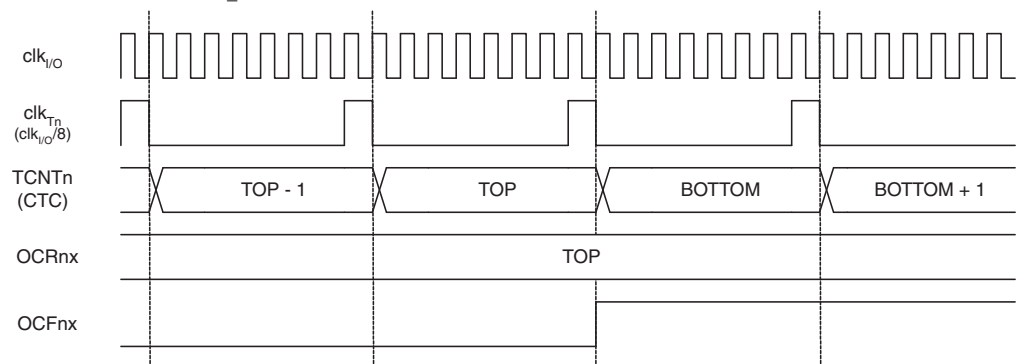 clkI/O
clkTn
(clkI/O/8)
TCNTn
(CTC)
TOP - 1
TOP
BOTTOM
BOTTOM + 1
OCRnx
TOP
OCFnx